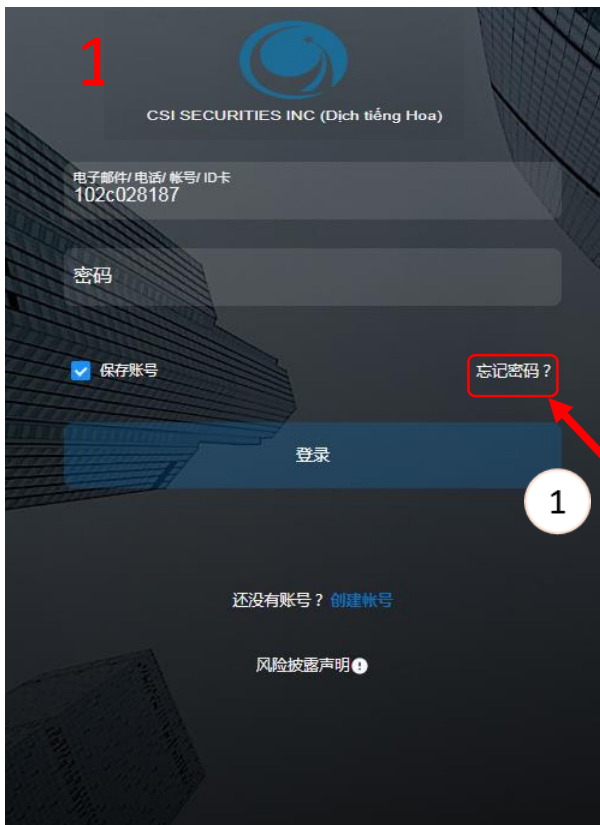 1
CSI SECURITIES INC (Dịch tiếng Hoa)
电子邮件/ 电话/ 帐号/ ID卡
102c028187
密码
保存账号
忘记密码？
登录
1
还没有账号？ 创建帐号
风险披露声明!